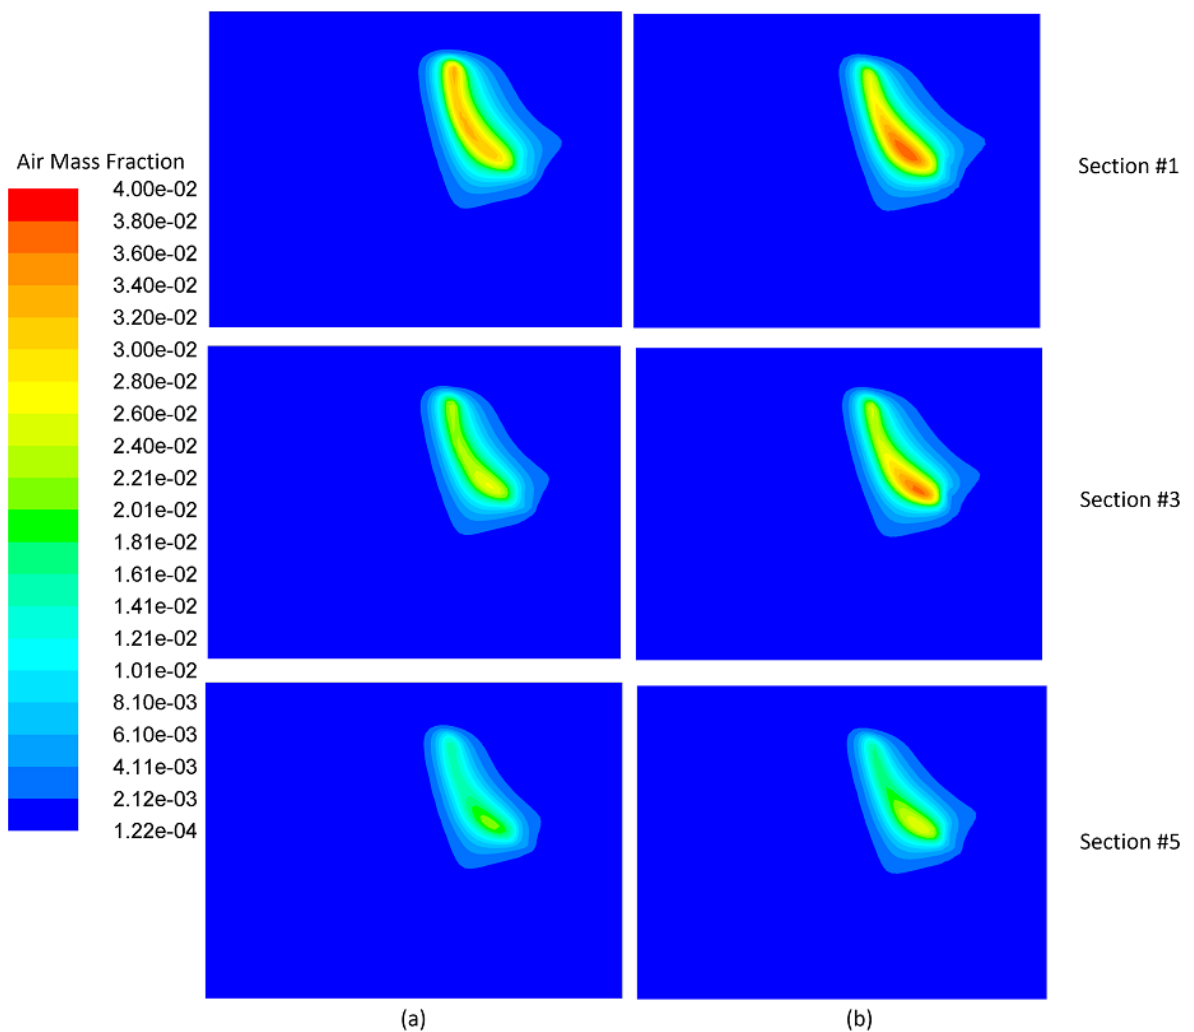 Air Mass Fraction
4.00e-02
3.80e-02
3.60e-02
3.40e-02
3.20e-02
3.00e-02
2.80e-02
2.60e-02
2.40e-02
2.21e-02
2.01e-02
1.81e-02
1.61e-02
1.41e-02
1.21e-02
1.01e-02
8.10e-03
6.10e-03
4.11e-03
2.12e-03
1.22e-04
Section #1
Section #3
Section #5
(a)
(b)